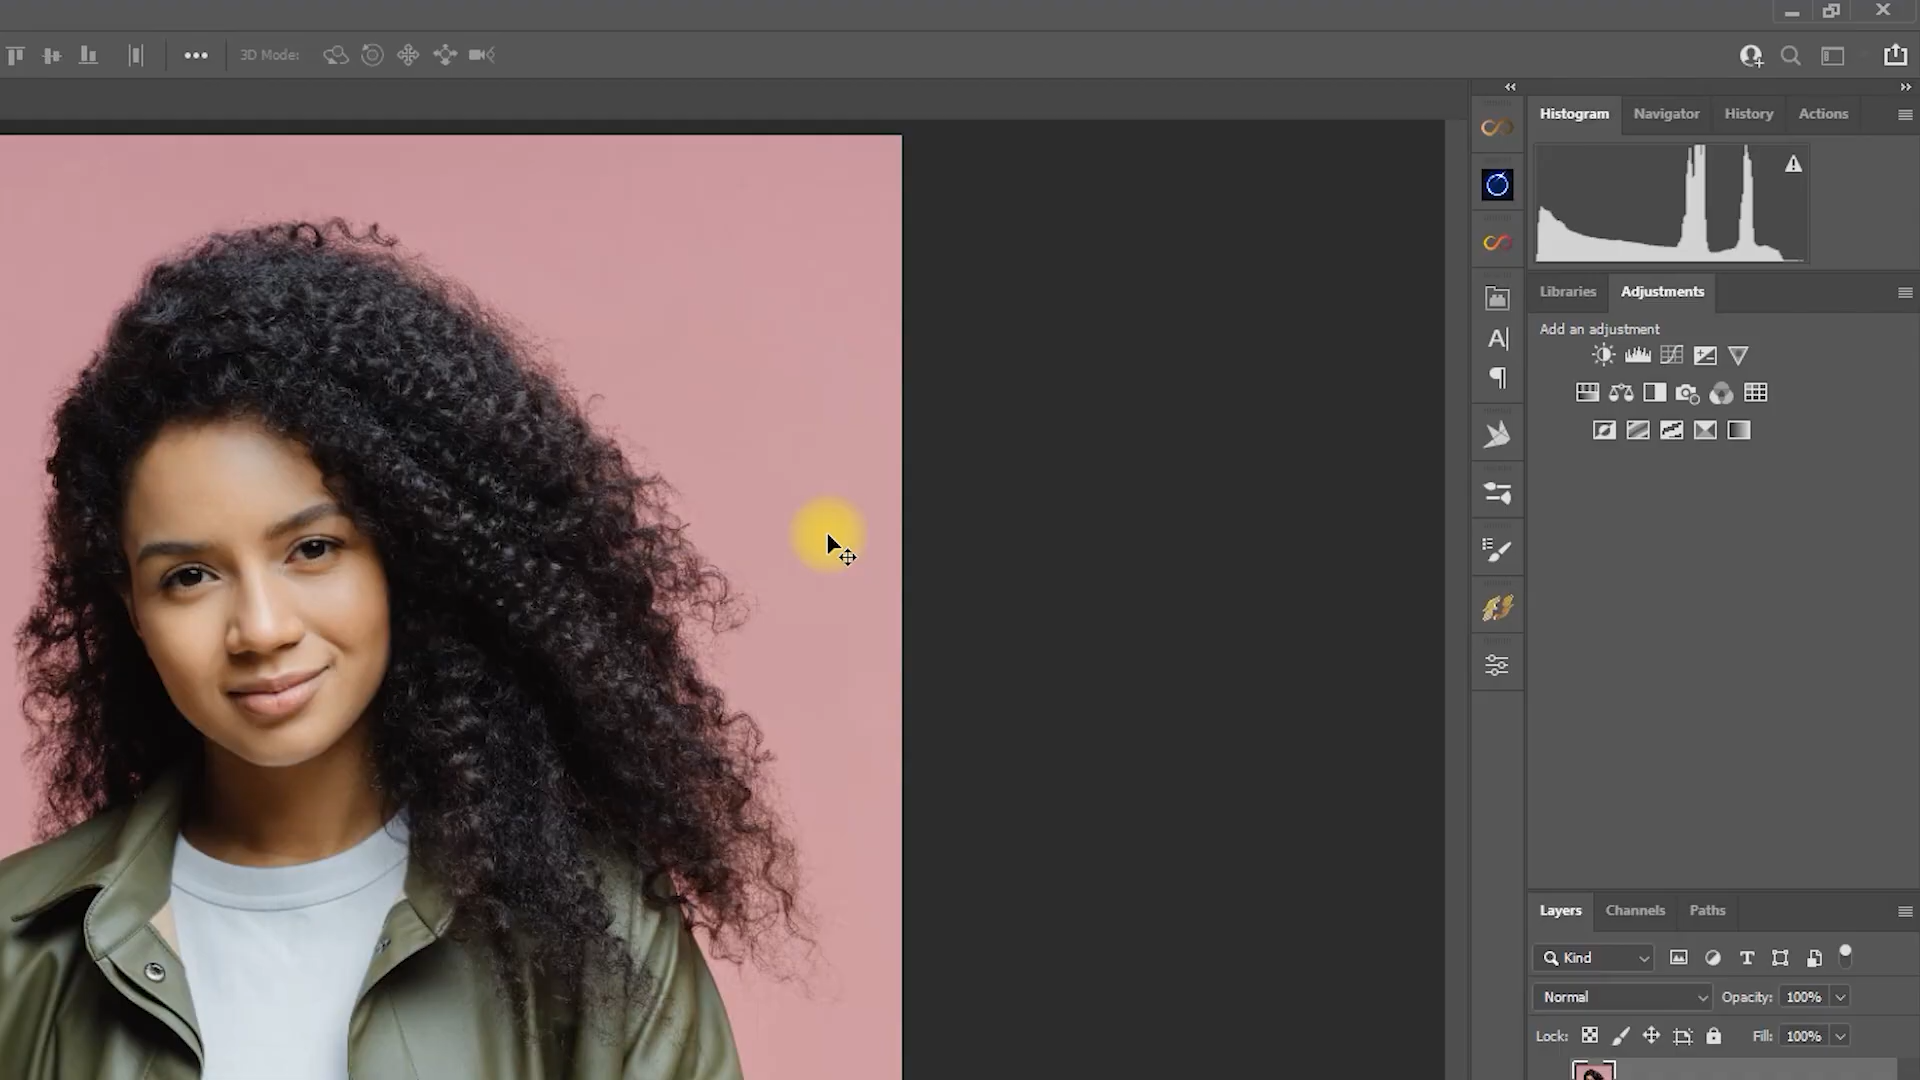 3D Mode:
Histogram Navigator History Actions
Libraries Adjustments
Add an adjustment
Layers Channels Paths
Kind
Normal Opacity: 100%
Lock: Fill: 100%